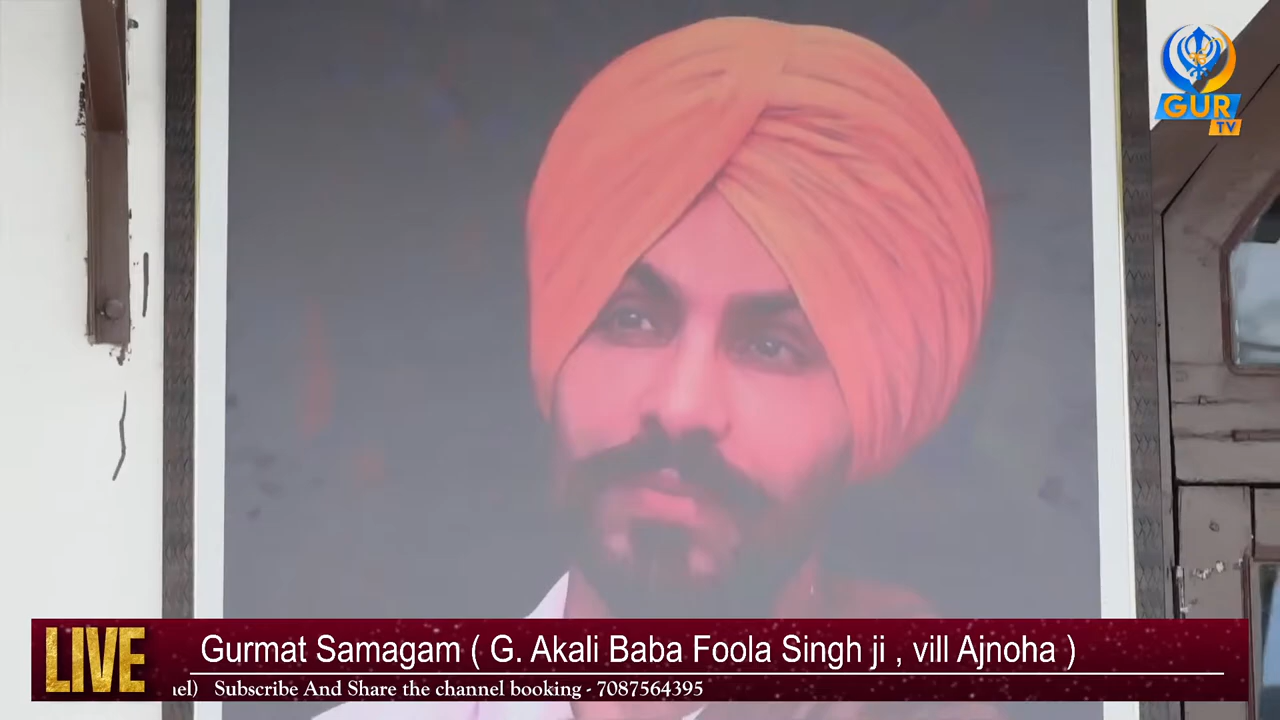 GUR
TV
LIVE
Gurmat Samagam ( G. Akali Baba Foola Singh ji , vill Ajnoha )
Subscribe And Share the channel booking - 7087564395